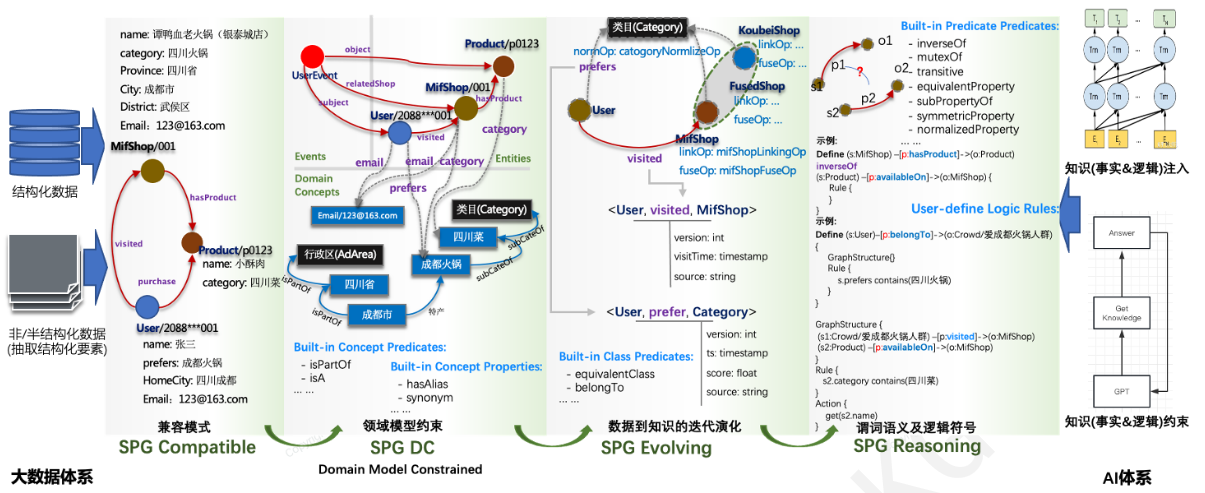 结构化数据
非/半结构化数据
(抽取结构化要素)
大数据体系
name: 谭鸭血老火锅（银泰城店）
category: 四川火锅
Province: 四川省
City: 成都市
District: 武侯区
Email：123@163.com
MifShop/001
hasProduct
visited
Product/p0123
name: 小酥肉
category: 四川菜
purchase
User/2088***001
name: 张三
prefers: 成都火锅
HomeCity: 四川成都
Email：123@163.com
兼容模式
SPG Compatible
object
Product/p0123
UserEvent
relatedShop
MifShop/001
subject
hasProduct
User/2088***001
visited
category
email
email
category
Events
Entities
Domain
Concepts
prefers
Email/123@163.com
类目(Category)
四川菜
subCateOf
行政区(AdArea)
成都火锅
subCateOf
isPartOf
四川省
isPartOf
成都市
特产
Built-in Concept Predicates:
- isPartOf
- isA
... ...
Built-in Concept Properties:
- hasAlias
- synonym
... ...
领域模型约束
SPG DC
Domain Model Constrained
类目(Category)
KoubeiShop
linkOp: ...
fuseOp: ...
normOp: catogoryNormlizeOp
prefers
FusedShop
linkOp: ...
fuseOp: ...
User
MifShop
linkOp: mifShopLinkingOp
fuseOp: mifShopFuseOp
visited
<User, visited, MifShop>
version: int
visitTime: timestamp
source: string
<User, prefer, Category>
version: int
ts: timestamp
score: float
source: string
Built-in Class Predicates:
- equivalentClass
- belongTo
... ...
数据到知识的迭代演化
SPG Evolving
Built-in Predicate Predicates:
o1
p1
?
s1
o2
s2
p2
- inverseOf
- mutexOf
- transitive
- equivalentProperty
- subPropertyOf
- symmetricProperty
- normalizedProperty
... ...
示例:
Define (s:MifShop) –[p:hasProduct]->(o:Product)
inverseOf
(s:Product) –[p:availableOn]->(o:MifShop) {
Rule {
}
}
User-define Logic Rules:
示例:
Define (s:User)–[p:belongTo]->(o:Crowd/爱成都火锅人群)
{
GraphStructure{}
Rule {
s.prefers contains(四川火锅)
}
}
GraphStructure {
(s1:Crowd/爱成都火锅人群) –[p:visited]->(o:MifShop)
(s2:Product) –[p:availableOn]->(o:MifShop)
}
Rule {
s2.category contains(四川菜)
}
Action {
get(s2.name)
}
谓词语义及逻辑符号
SPG Reasoning
T1
T2
...
TN
Trm
Trm
...
Trm
Trm
Trm
...
Trm
E1
E2
...
EN
知识(事实&逻辑)注入
Answer
Get
Knowledge
GPT
知识(事实&逻辑)约束
AI体系